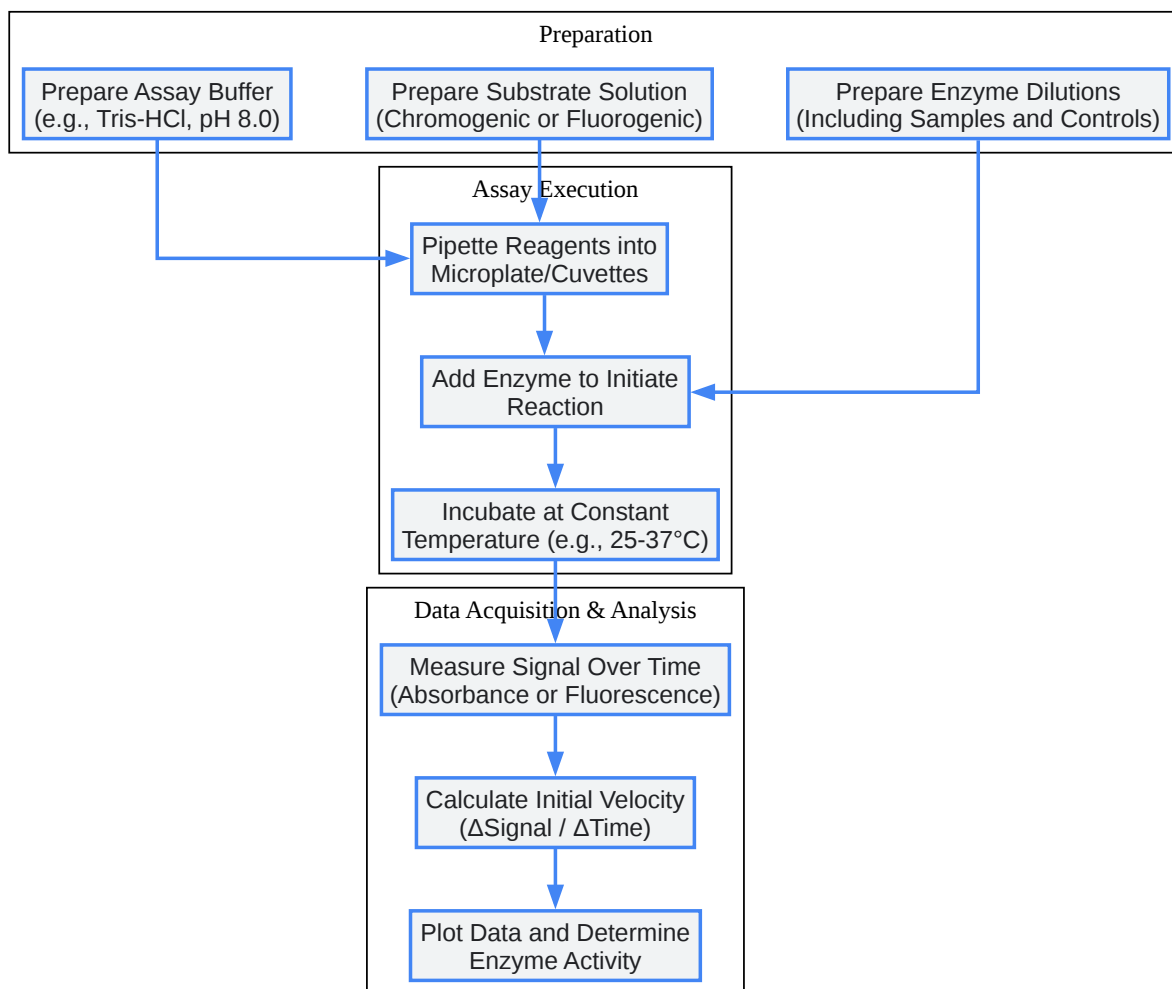 Preparation
Prepare Assay Buffer
(e.g., Tris-HCl, pH 8.0)
Prepare Substrate Solution
(Chromogenic or Fluorogenic)
Prepare Enzyme Dilutions
(Including Samples and Controls)
Assay Execution
Pipette Reagents into
Microplate/Cuvettes
Add Enzyme to Initiate
Reaction
Incubate at Constant
Temperature (e.g., 25-37°C)
Data Acquisition & Analysis
Measure Signal Over Time
(Absorbance or Fluorescence)
Calculate Initial Velocity
(ΔSignal / ΔTime)
Plot Data and Determine
Enzyme Activity